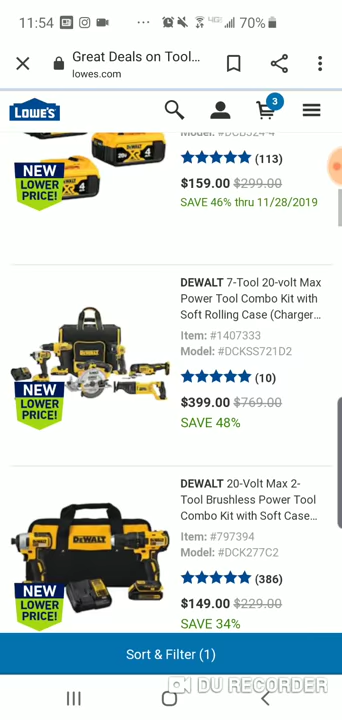 11:54
70%
Great Deals on Tool...
lowes.com
LOWE'S
3
Model: #DCB324-4
(113)
$159.00 $299.00
SAVE 46% thru 11/28/2019
NEW
LOWER
PRICE!
DEWALT 7-Tool 20-volt Max
Power Tool Combo Kit with
Soft Rolling Case (Charger...
Item: #1407333
Model: #DCKSS721D2
(10)
$399.00 $769.00
SAVE 48%
NEW
LOWER
PRICE!
DEWALT 20-Volt Max 2-
Tool Brushless Power Tool
Combo Kit with Soft Case...
Item: #797394
Model: #DCK277C2
(386)
$149.00 $229.00
SAVE 34%
DEWALT
NEW
LOWER
PRICE!
Sort & Filter (1)
DU RECORDER